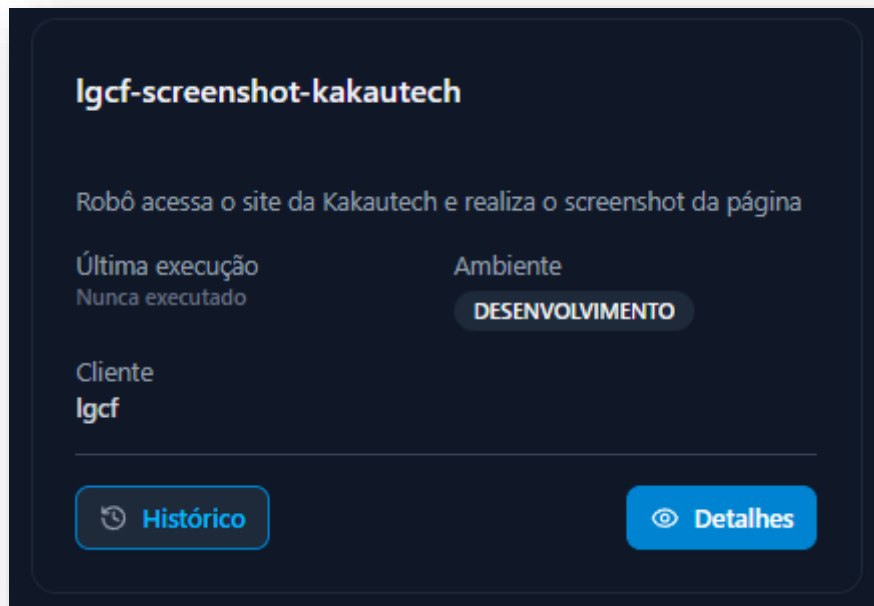 lgcf-screenshot-kakautech
Robô acessa o site da Kakautech e realiza o screenshot da página
Última execução
Nunca executado
Ambiente
DESENVOLVIMENTO
Cliente
lgcf
Histórico
Detalhes